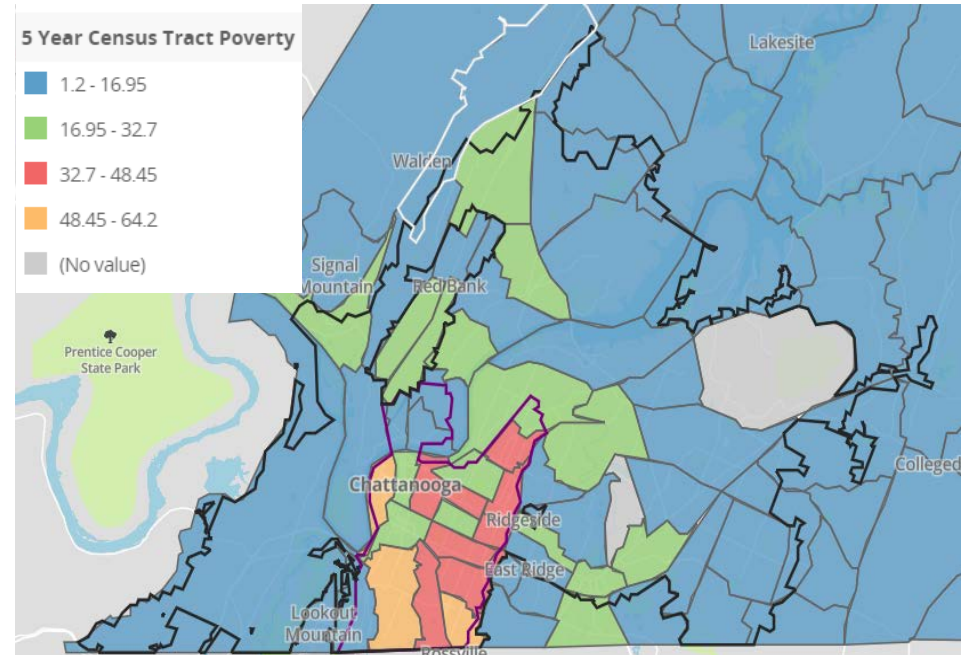 5 Year Census Tract Poverty
1.2 - 16.95
16.95 - 32.7
32.7 - 48.45
48.45 - 64.2
(No value)
Lakesite
Walden
Signal
Mountain
Red Bank
Prentice Cooper
State Park
Colleged
Chattanooga
Ridgeside
East Ridge
Lookout
Mountain
Rossville